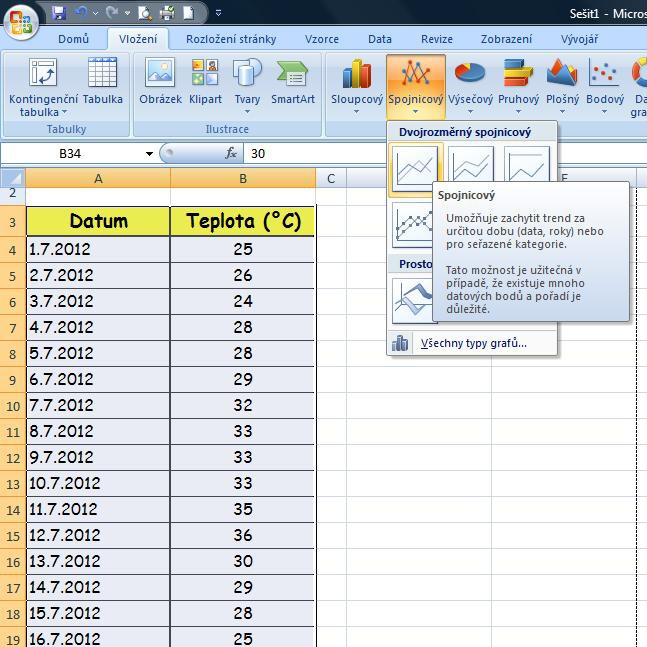 Sešit1 - Micros
Domů Vložení Rozložení stránky Vzorce Data Revize Zobrazení Vývojář
Kontingenční tabulka Tabulka Obrázek Klipart Tvary SmartArt Sloupcový Spojnicový Výsečový Pruhový Plošný Bodový Da
gra
Tabulky Ilustrace
Dvojrozměrný spojnicový
B34 fx 30
A B C E
Spojnicový
Umožňuje zachytit trend za
určitou dobu (data, roky) nebo
pro seřazené kategorie.
Tato možnost je užitečná v
případě, že existuje mnoho
datových bodů a pořadí je
důležité.
Prosto
Všechny typy grafů...
2
3 Datum Teplota (°C)
4 1.7.2012 25
5 2.7.2012 26
6 3.7.2012 24
7 4.7.2012 28
8 5.7.2012 28
9 6.7.2012 29
10 7.7.2012 32
11 8.7.2012 33
12 9.7.2012 33
13 10.7.2012 33
14 11.7.2012 35
15 12.7.2012 36
16 13.7.2012 30
17 14.7.2012 29
18 15.7.2012 28
19 16.7.2012 25